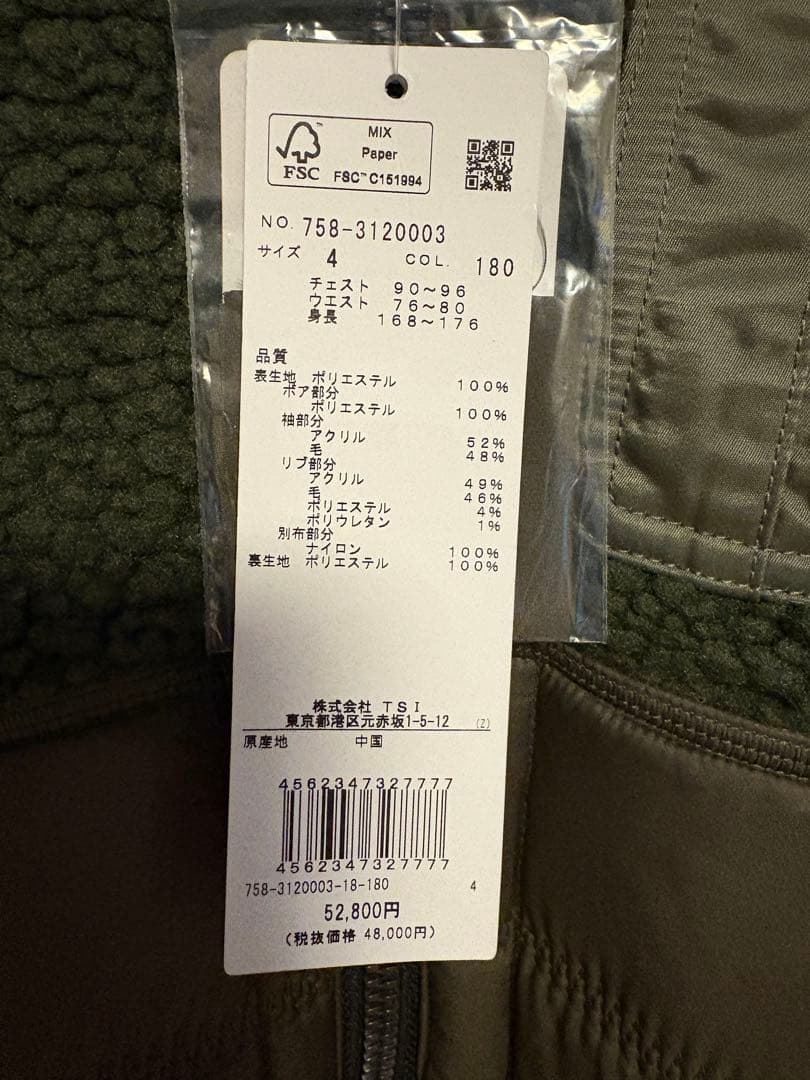 MIX
Paper
FSC™ C151994
FSC
NO. 758-3120003
サイズ 4 COL. 180
チェスト 90～96
ウエスト 76～80
身長 168～176
品質
表生地 ポリエステル 100%
ボア部分
ポリエステル 100%
袖部分
アクリル 52%
毛 48%
リブ部分
アクリル 49%
毛 46%
ポリエステル 4%
ポリウレタン 1%
別布部分
ナイロン 100%
裏生地 ポリエステル 100%
株式会社 TSI
東京都港区元赤坂1-5-12 (Z)
原産地 中国
4562347327777
4562347327777
758-3120003-18-180 4
52,800円
(税抜価格 48,000円)